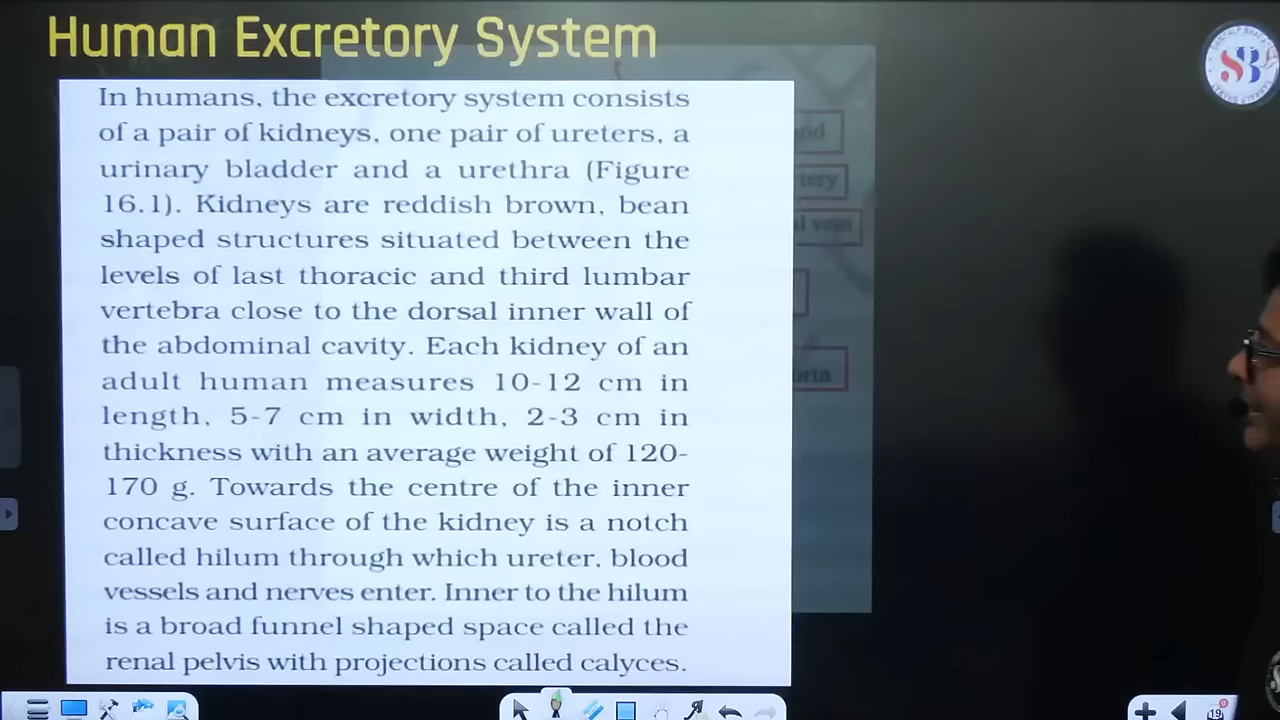 Human Excretory System
In humans, the excretory system consists
of a pair of kidneys, one pair of ureters, a
urinary bladder and a urethra (Figure
16.1). Kidneys are reddish brown, bean
shaped structures situated between the
levels of last thoracic and third lumbar
vertebra close to the dorsal inner wall of
the abdominal cavity. Each kidney of an
adult human measures 10-12 cm in
length, 5-7 cm in width, 2-3 cm in
thickness with an average weight of 120-
170 g. Towards the centre of the inner
concave surface of the kidney is a notch
called hilum through which ureter, blood
vessels and nerves enter. Inner to the hilum
is a broad funnel shaped space called the
renal pelvis with projections called calyces.
SB
19